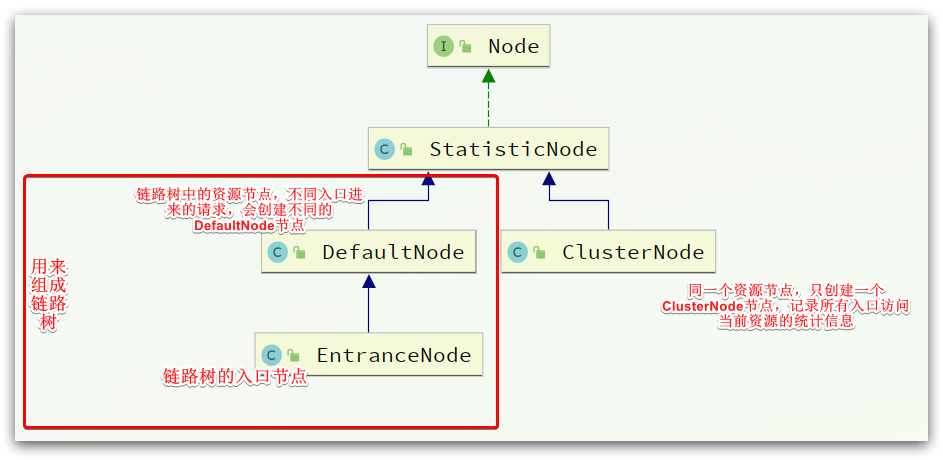 I Node
C StatisticNode
链路树中的资源节点，不同入口进
来的请求，会创建不同的
DefaultNode节点
C DefaultNode
C ClusterNode
用来
组成
链路
树
同一个资源节点，只创建一个
ClusterNode节点，记录所有入口访问
当前资源的统计信息
C EntranceNode
链路树的入口节点